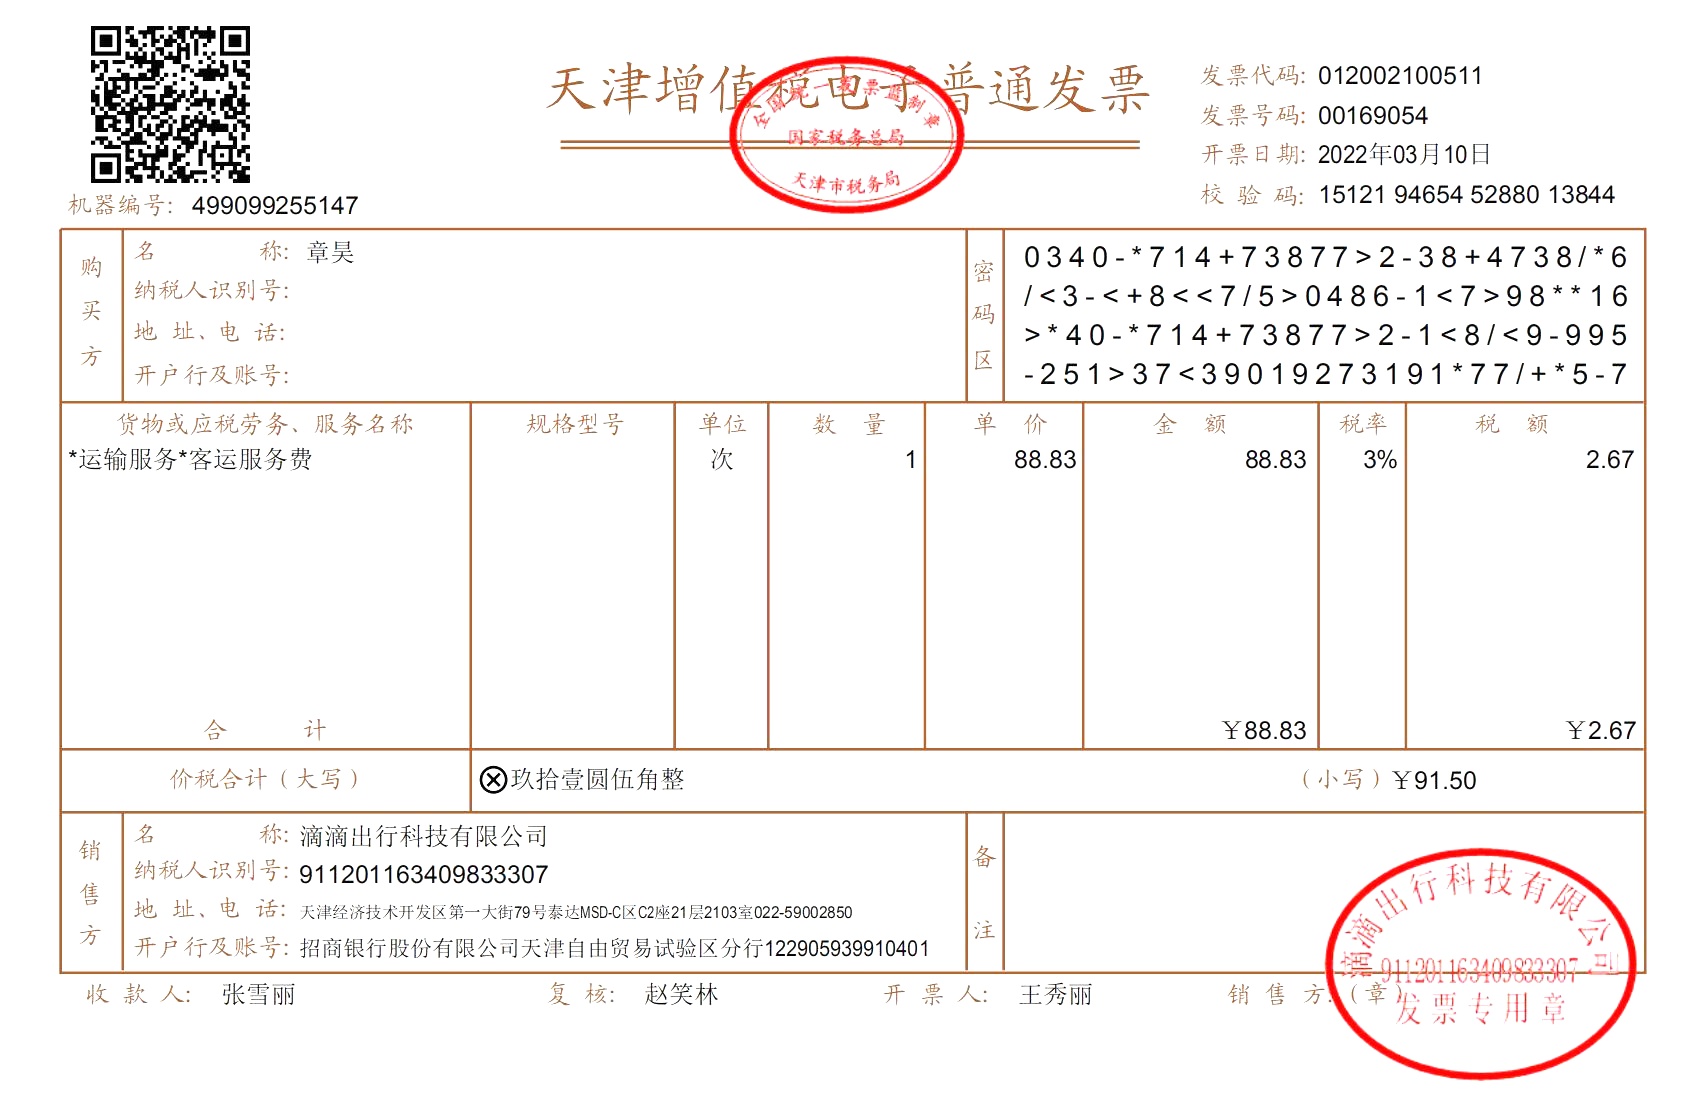 天津增值税电子普通发票
全国统一发票监制章
国家税务总局
天津市税务局
发票代码: 012002100511
发票号码: 00169054
开票日期: 2022年03月10日
校 验 码: 15121 94654 52880 13844
机器编号: 499099255147
购买方
名 称: 章昊
纳税人识别号:
地 址、电 话:
开户行及账号:
密码区
0340-*714+73877>2-38+4738/*6
/<3-<+8<<7/5>0486-1<7>98**16
>*40-*714+73877>2-1<8/<9-995
-251>37<39019273191*77/+*5-7
货物或应税劳务、服务名称 规格型号 单位 数 量 单 价 金 额 税率 税 额
*运输服务*客运服务费 次 1 88.83 88.83 3% 2.67
合 计 ￥88.83 ￥2.67
价税合计（大写） ⓧ玖拾壹圆伍角整 （小写）￥91.50
销售方
名 称: 滴滴出行科技有限公司
纳税人识别号: 911201163409833307
地 址、电 话: 天津经济技术开发区第一大街79号泰达MSD-C区C2座21层2103室022-59002850
开户行及账号: 招商银行股份有限公司天津自由贸易试验区分行122905939910401
备注
收 款 人: 张雪丽 复 核: 赵笑林 开 票 人: 王秀丽 销 售 方:（章）
滴滴出行科技有限公司
911201163409833307
发票专用章